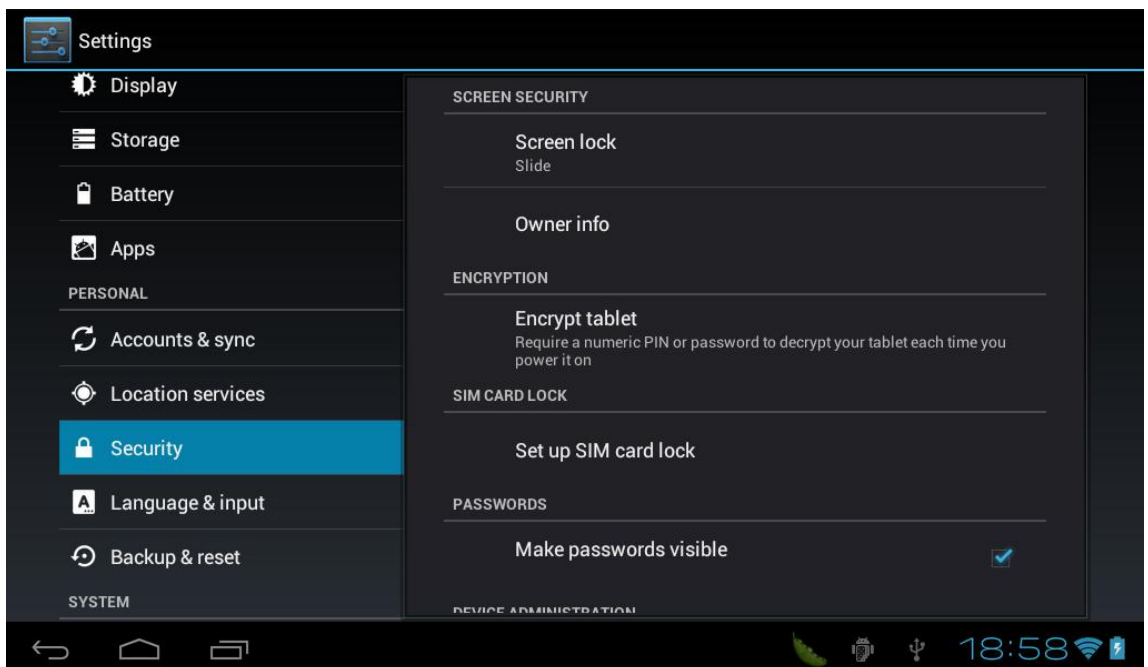 Settings
Display
Storage
Battery
Apps
PERSONAL
Accounts & sync
Location services
Security
Language & input
Backup & reset
SYSTEM
SCREEN SECURITY
Screen lock
Slide
Owner info
ENCRYPTION
Encrypt tablet
Require a numeric PIN or password to decrypt your tablet each time you
power it on
SIM CARD LOCK
Set up SIM card lock
PASSWORDS
Make passwords visible
DEVICE ADMINISTRATION
18:58